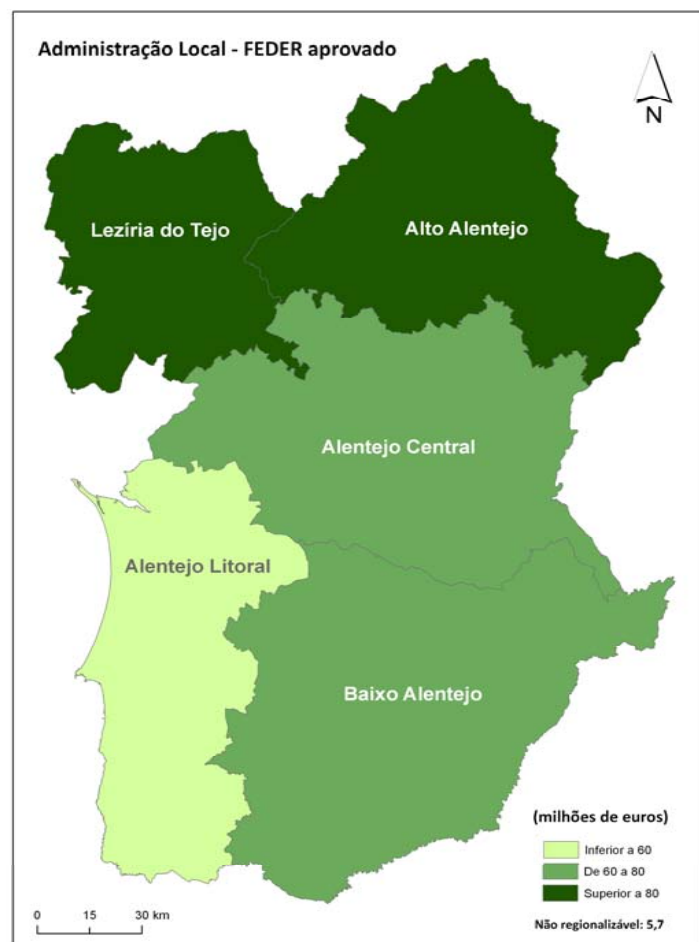 Administração Local - FEDER aprovado
N
Lezíria do Tejo
Alto Alentejo
Alentejo Central
Alentejo Litoral
Baixo Alentejo
(milhões de euros)
Inferior a 60
De 60 a 80
Superior a 80
0 15 30 km
Não regionalizável: 5,7